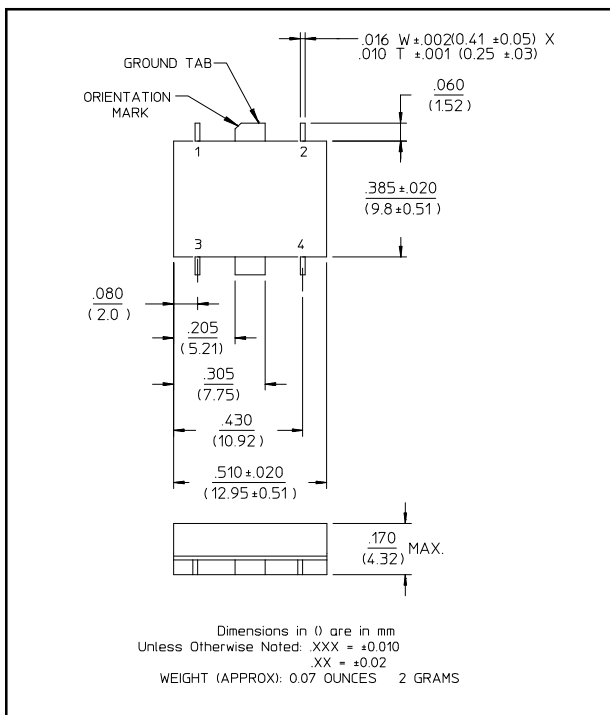 .016 W ±.002(0.41 ±0.05) X
.010 T ±.001 (0.25 ±.03)
GROUND TAB
ORIENTATION
MARK
.060
(1.52)
1
2
.385±.020
(9.8±0.51)
3
4
.080
(2.0 )
.205
(5.21)
.305
(7.75)
.430
(10.92)
.510±.020
(12.95±0.51)
.170
(4.32)
MAX.
Dimensions in () are in mm
Unless Otherwise Noted: .XXX = ±0.010
.XX = ±0.02
WEIGHT (APPROX): 0.07 OUNCES 2 GRAMS